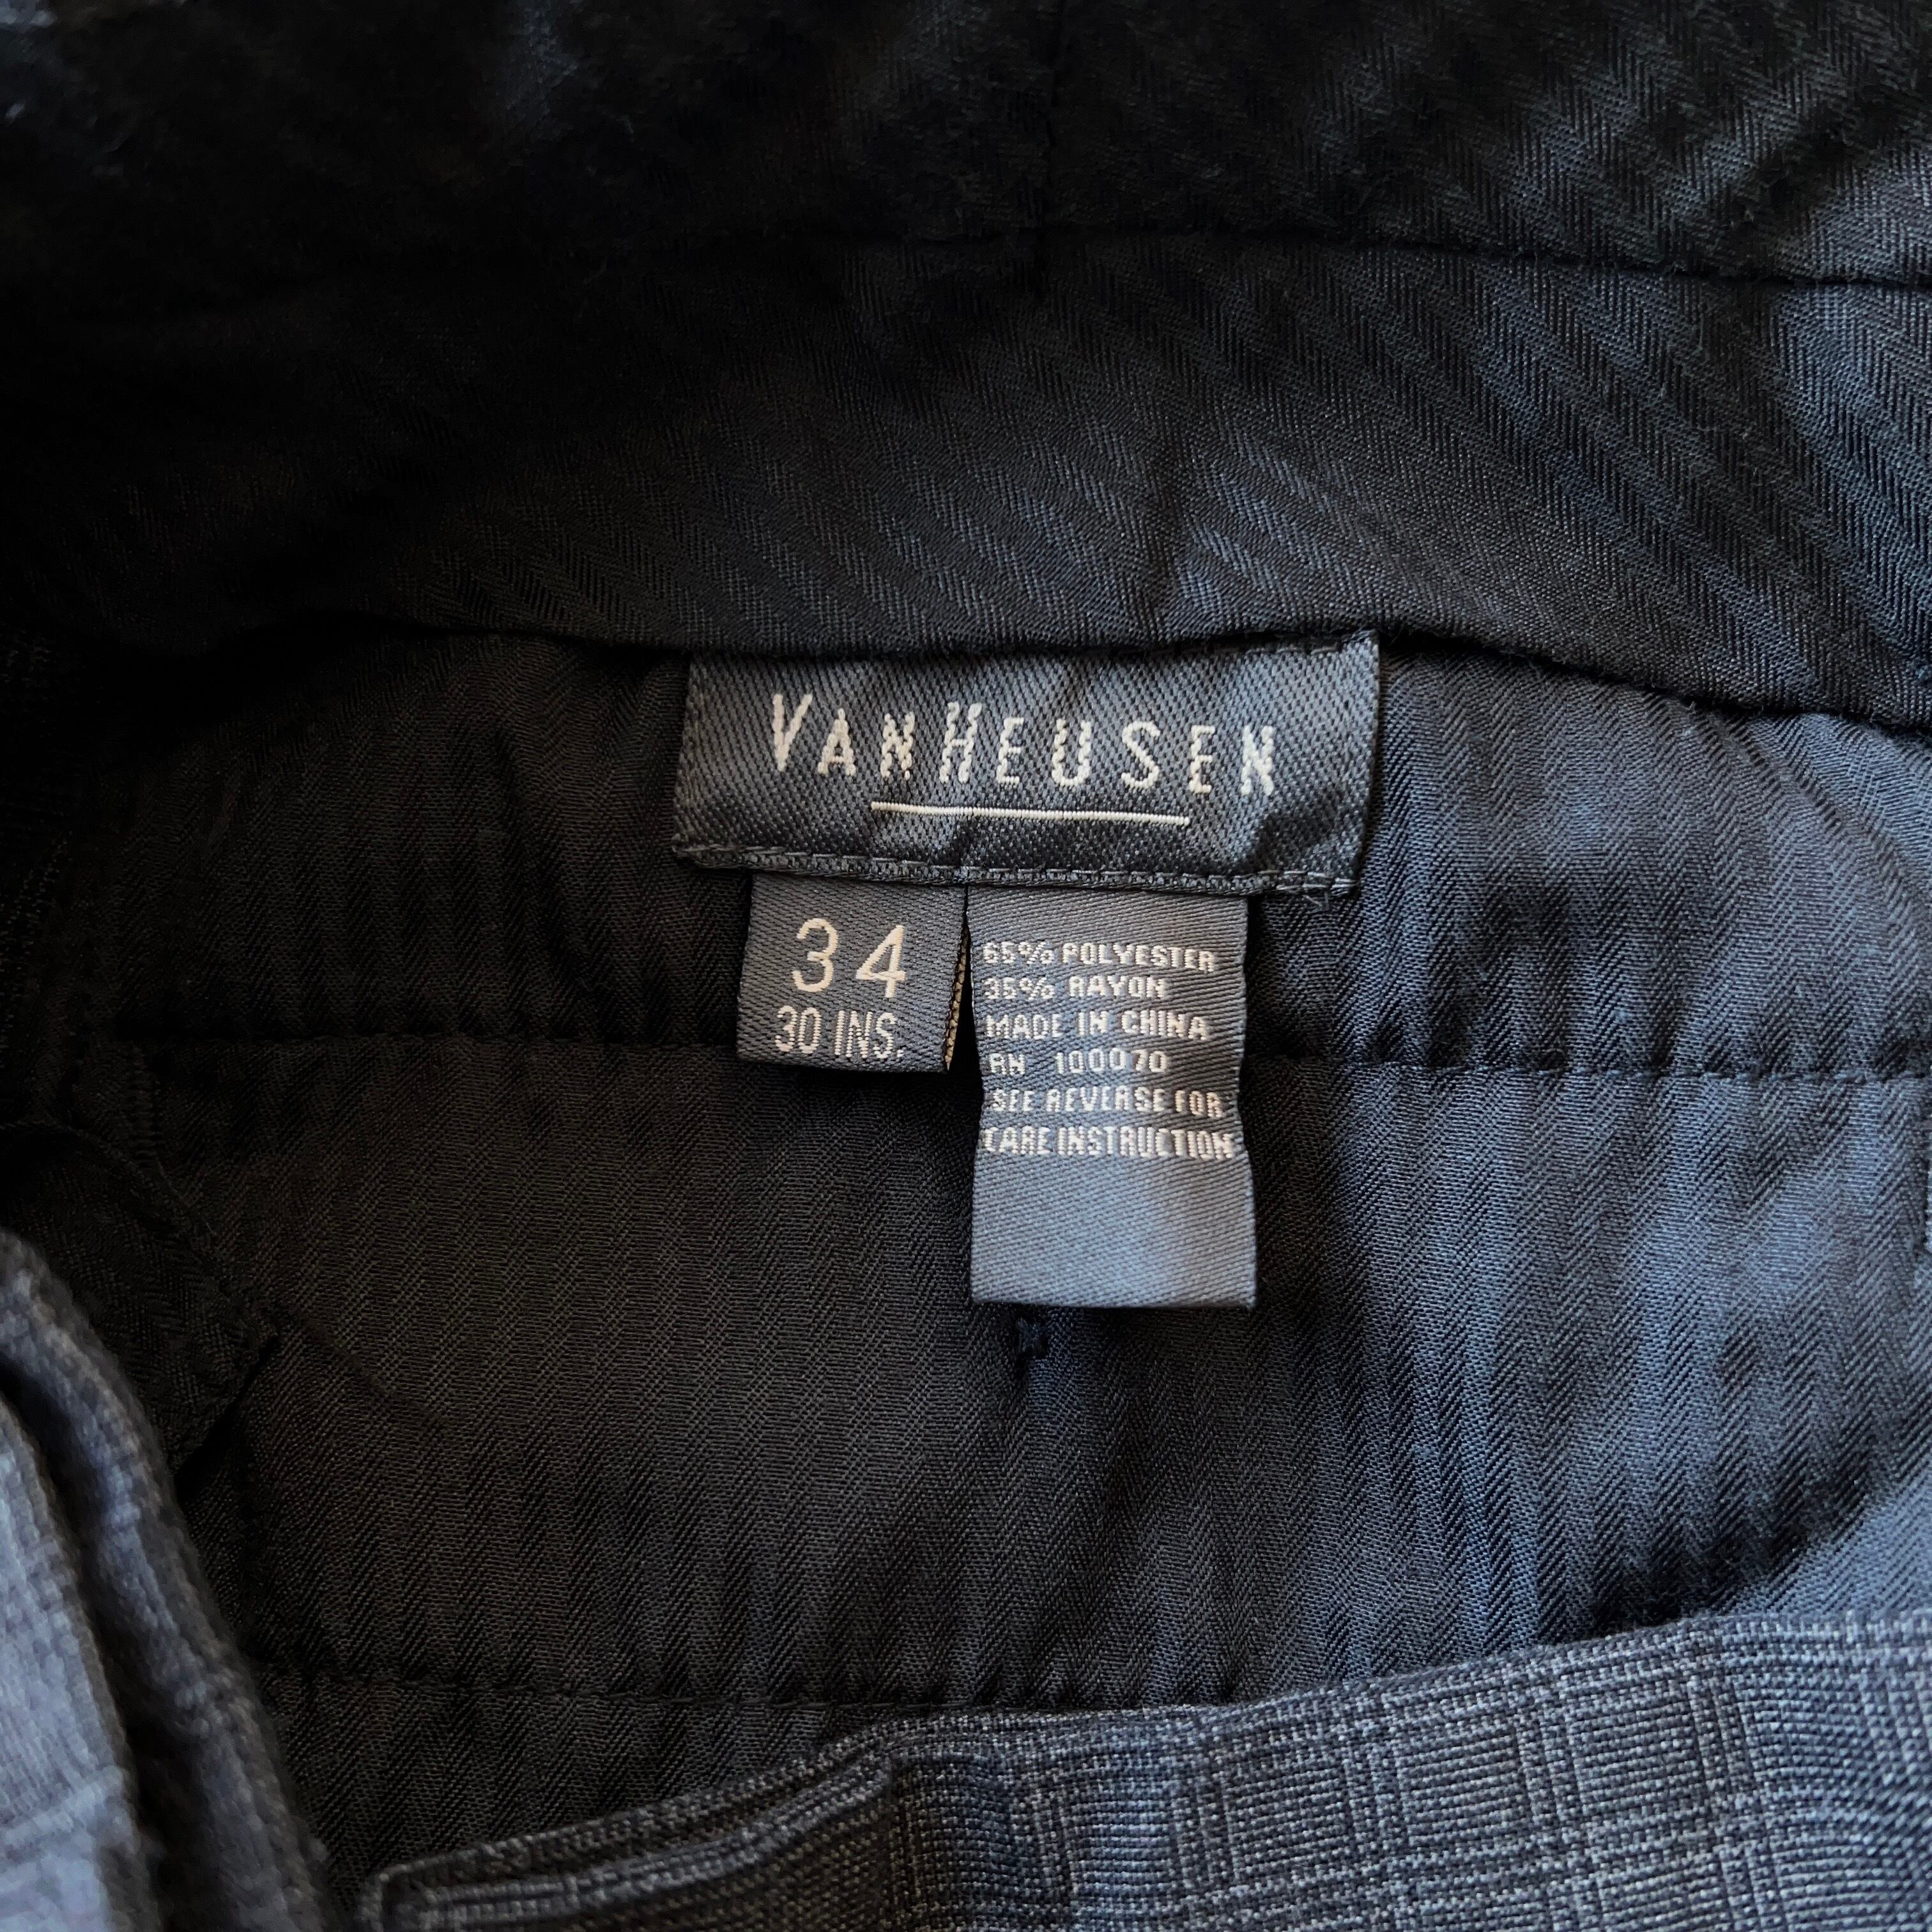 VANHEUSEN
34
30 INS.
65% POLYESTER
35% RAYON
MADE IN CHINA
RN 100070
SEE REVERSE FOR
CARE INSTRUCTION